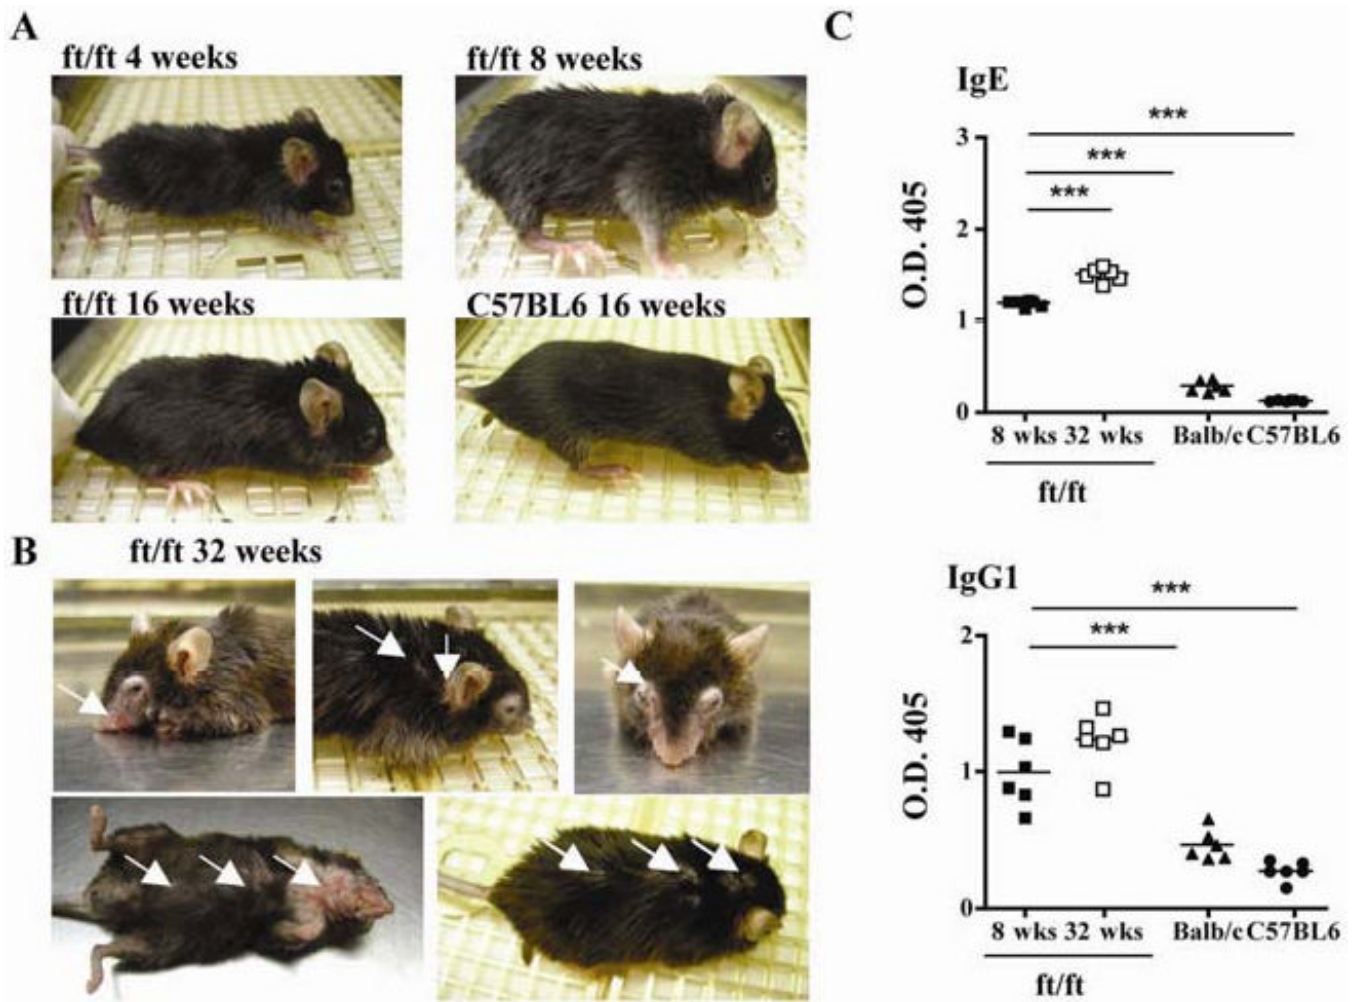 A
ft/ft 4 weeks
ft/ft 8 weeks
ft/ft 16 weeks
C57BL6 16 weeks
B
ft/ft 32 weeks
C
IgE
***
***
***
O.D. 405
3
2
1
0
8 wks 32 wks Balb/c C57BL6
ft/ft
IgG1
***
***
O.D. 405
2
1
0
8 wks 32 wks Balb/c C57BL6
ft/ft